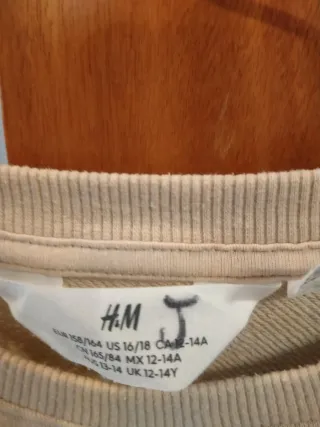 H&M J
EUR 158/164 US 16/18 CA 12-14A
CN 165/84 MX 12-14A
AUS 13-14 UK 12-14Y